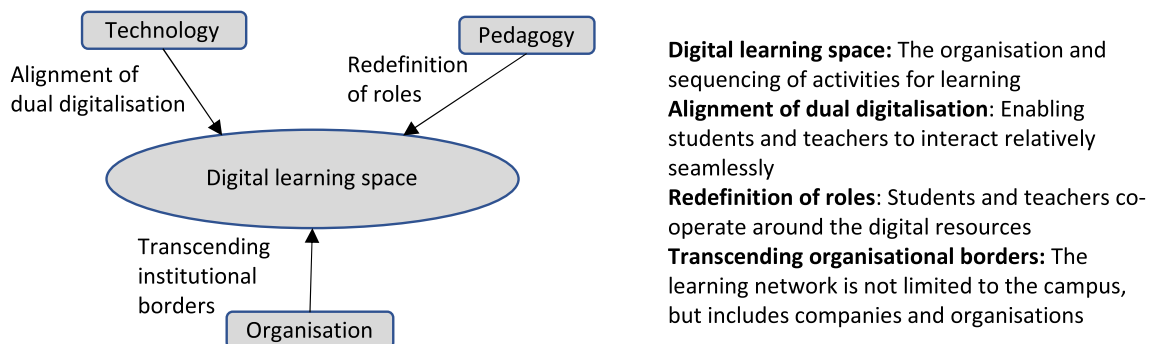 Technology
Pedagogy
Alignment of
dual digitalisation
Redefinition
of roles
Digital learning space
Transcending
institutional
borders
Organisation
Digital learning space: The organisation and
sequencing of activities for learning
Alignment of dual digitalisation: Enabling
students and teachers to interact relatively
seamlessly
Redefinition of roles: Students and teachers co-
operate around the digital resources
Transcending organisational borders: The
learning network is not limited to the campus,
but includes companies and organisations